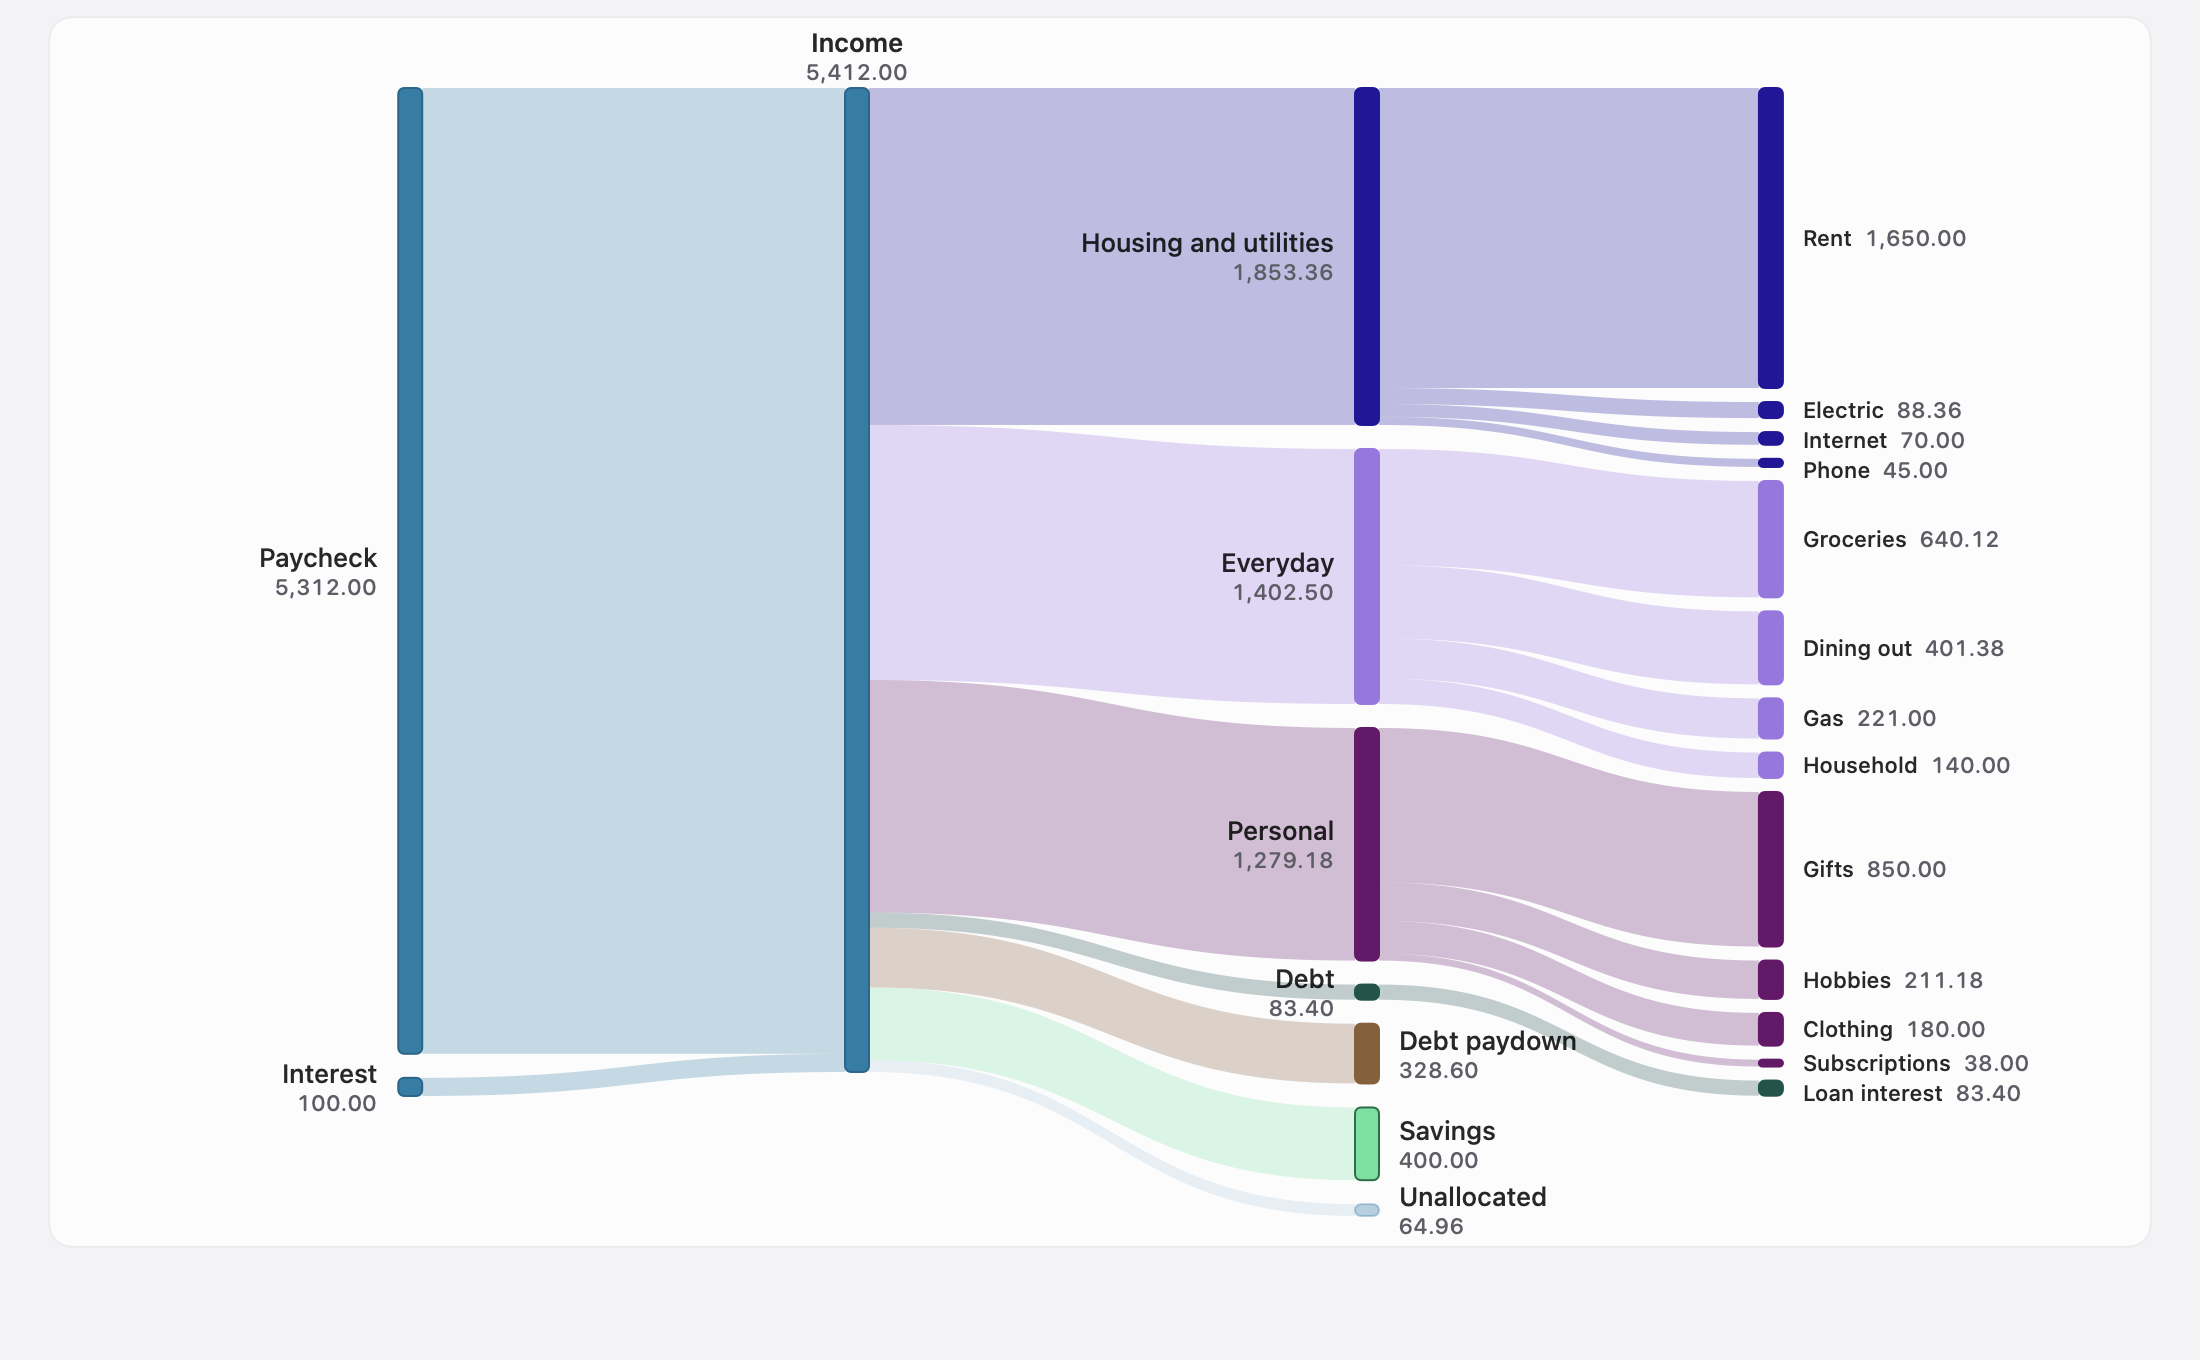 Income
5,412.00
Paycheck
5,312.00
Interest
100.00
Housing and utilities
1,853.36
Everyday
1,402.50
Personal
1,279.18
Debt
83.40
Debt paydown
328.60
Savings
400.00
Unallocated
64.96
Rent 1,650.00
Electric 88.36
Internet 70.00
Phone 45.00
Groceries 640.12
Dining out 401.38
Gas 221.00
Household 140.00
Gifts 850.00
Hobbies 211.18
Clothing 180.00
Subscriptions 38.00
Loan interest 83.40